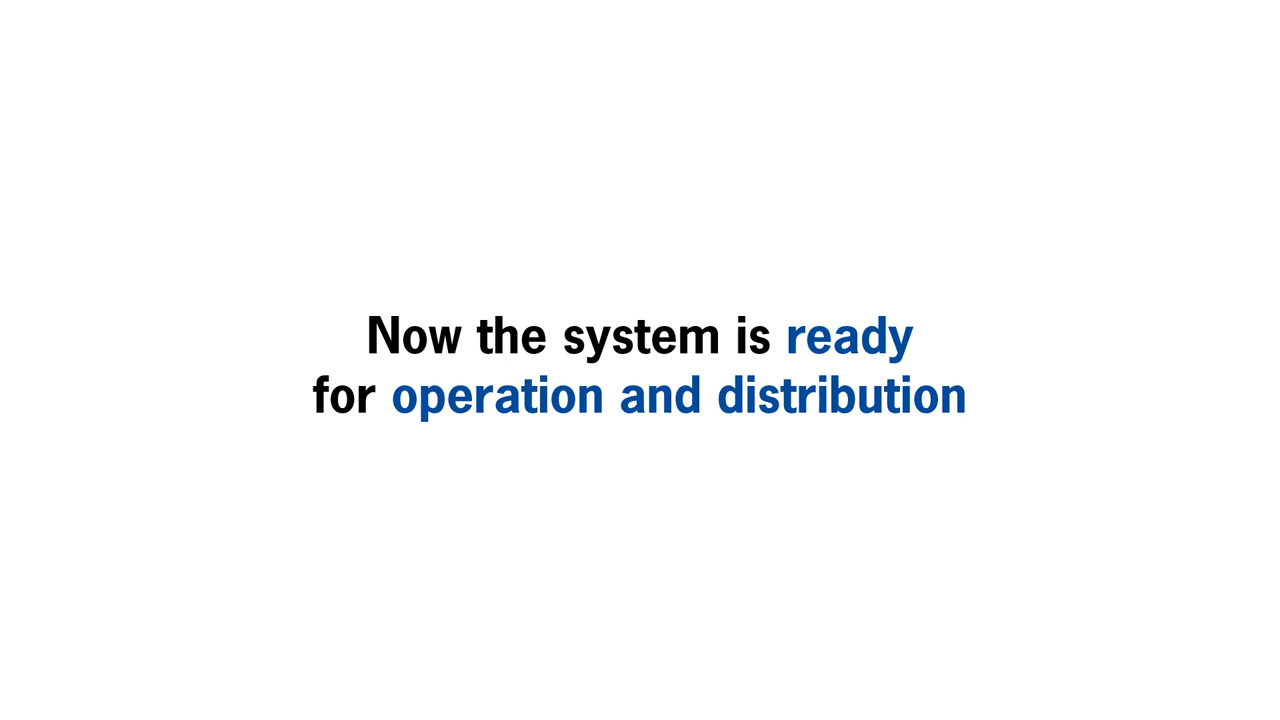 Now the system is ready
for operation and distribution